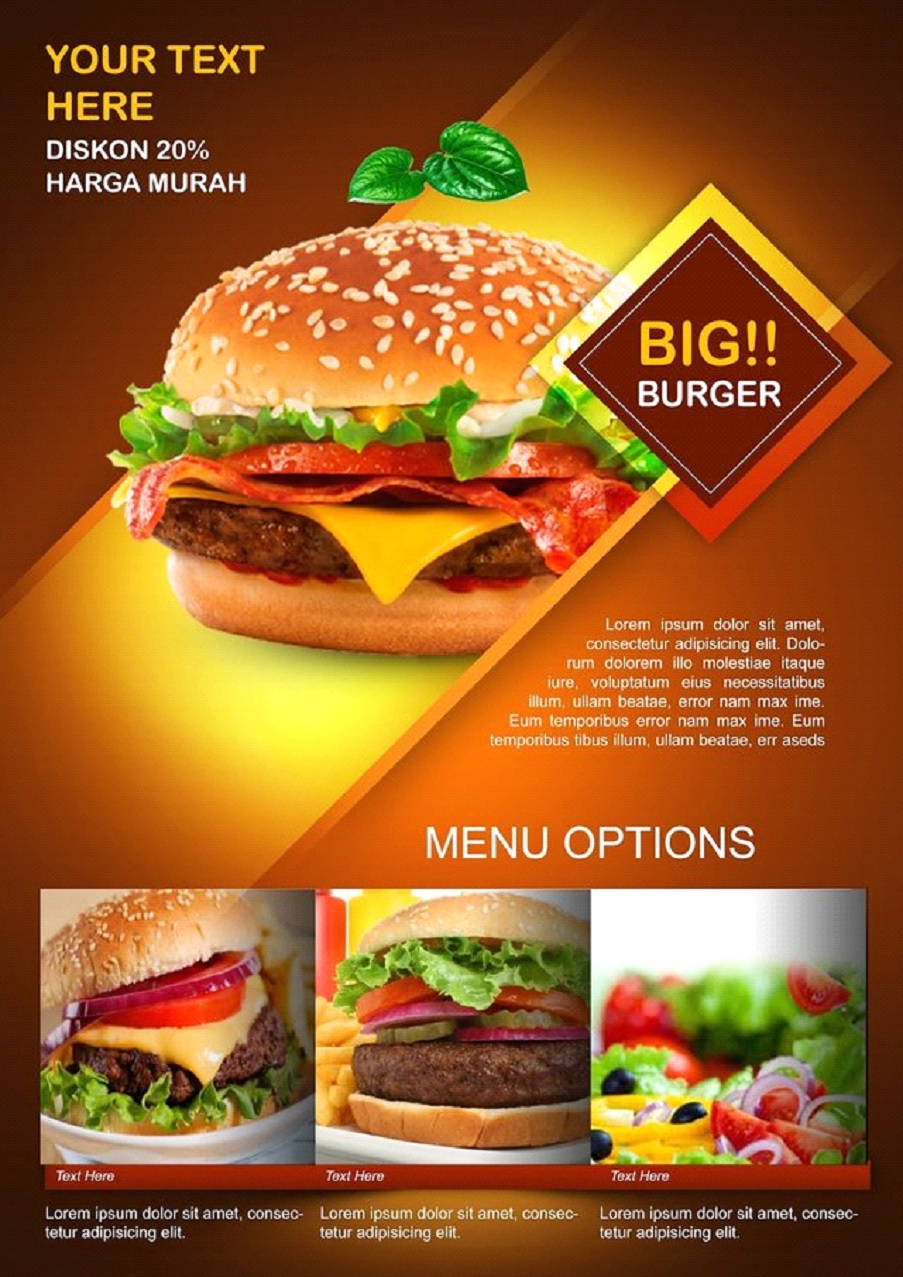 YOUR TEXT
HERE
DISKON 20%
HARGA MURAH
BIG!!
BURGER
Lorem ipsum dolor sit amet,
consectetur adipisicing elit. Dolo-
rum dolorem illo molestiae itaque
iure, voluptatum eius necessitatibus
illum, ullam beatae, error nam max ime.
Eum temporibus error nam max ime. Eum
temporibus tibus illum, ullam beatae, err aseds
MENU OPTIONS
Text Here
Text Here
Text Here
Lorem ipsum dolor sit amet, consec-
tetur adipisicing elit.
Lorem ipsum dolor sit amet, consec-
tetur adipisicing elit.
Lorem ipsum dolor sit amet, consec-
tetur adipisicing elit.